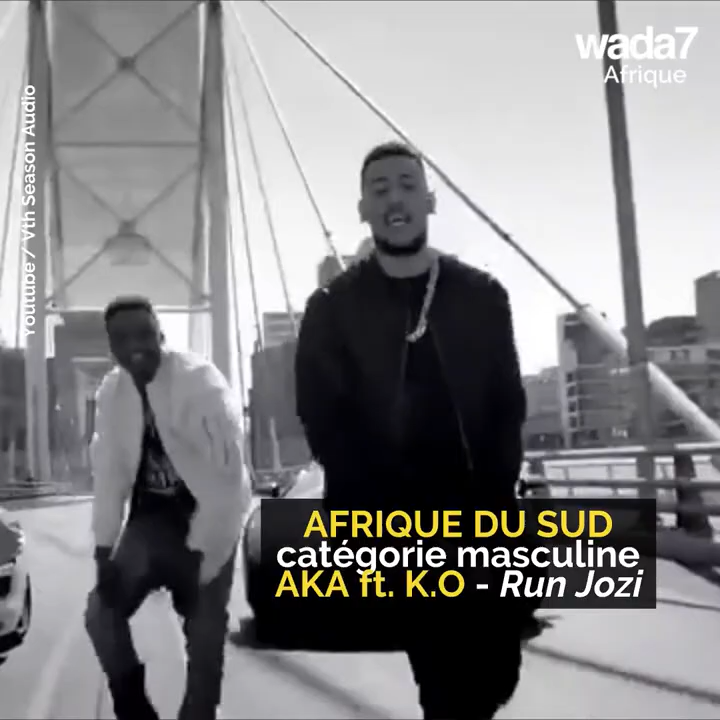 wada7
Afrique
Youtube / Vth Season Audio
AFRIQUE DU SUD
catégorie masculine
AKA ft. K.O - Run Jozi